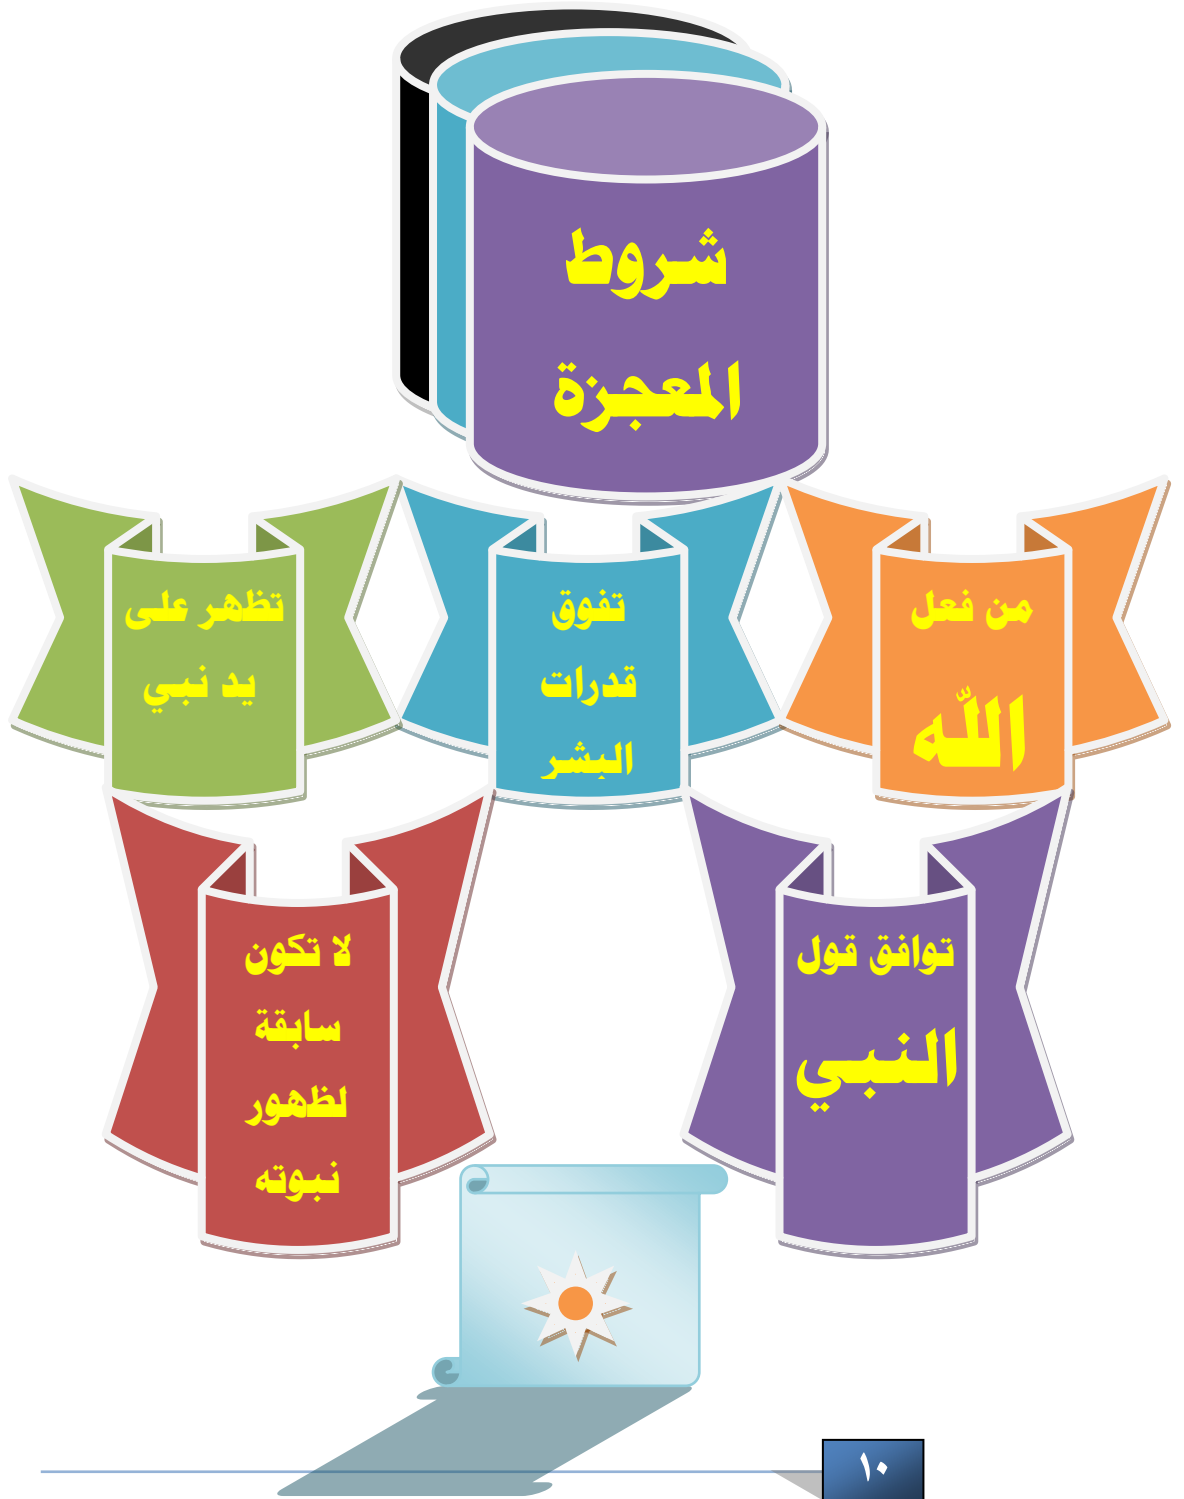 شروط
المعجزة
من فعل
الله
تفوق
قدرات
البشر
تظهر على
يد نبي
توافق قول
النبي
لا تكون
سابقة
لظهور
نبوته
١٠